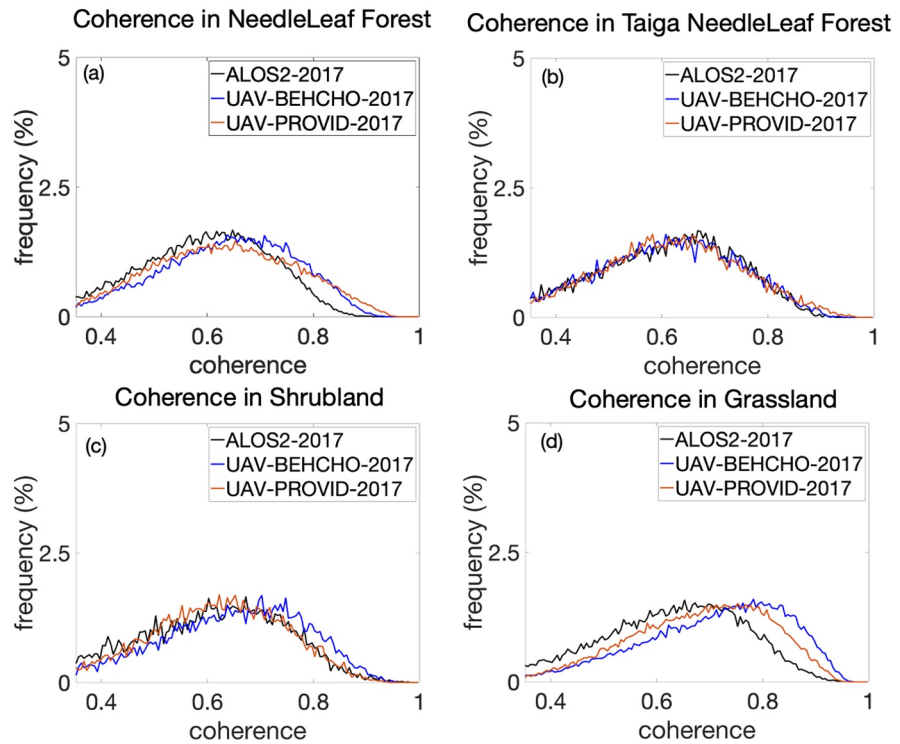 Coherence in NeedleLeaf Forest
(a)
ALOS2-2017
UAV-BEHCHO-2017
UAV-PROVID-2017
5
2.5
0
frequency (%)
0.4 0.6 0.8 1
coherence
Coherence in Taiga NeedleLeaf Forest
(b)
ALOS2-2017
UAV-BEHCHO-2017
UAV-PROVID-2017
5
2.5
0
frequency (%)
0.4 0.6 0.8 1
coherence
Coherence in Shrubland
(c)
ALOS2-2017
UAV-BEHCHO-2017
UAV-PROVID-2017
5
2.5
0
frequency (%)
0.4 0.6 0.8 1
coherence
Coherence in Grassland
(d)
ALOS2-2017
UAV-BEHCHO-2017
UAV-PROVID-2017
5
2.5
0
frequency (%)
0.4 0.6 0.8 1
coherence